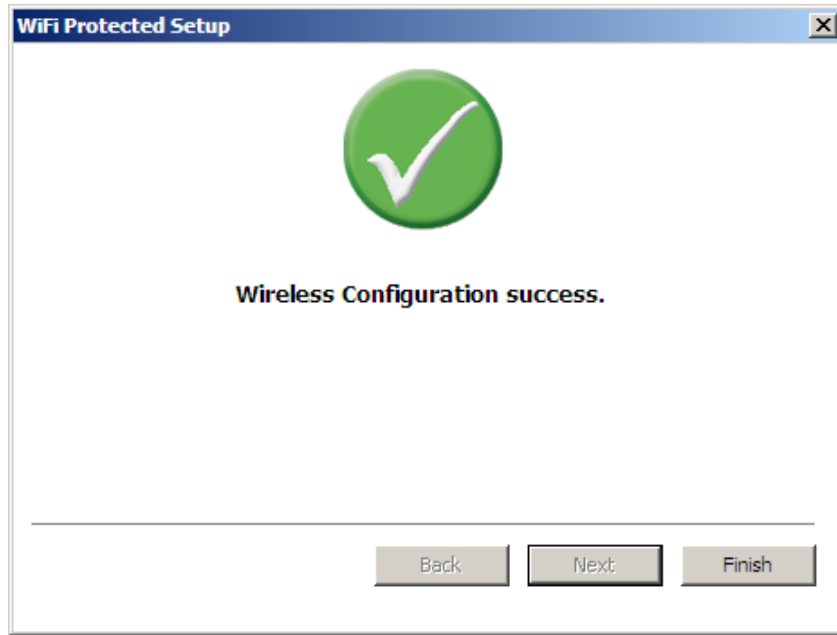 WiFi Protected Setup
Wireless Configuration success.
Back Next Finish